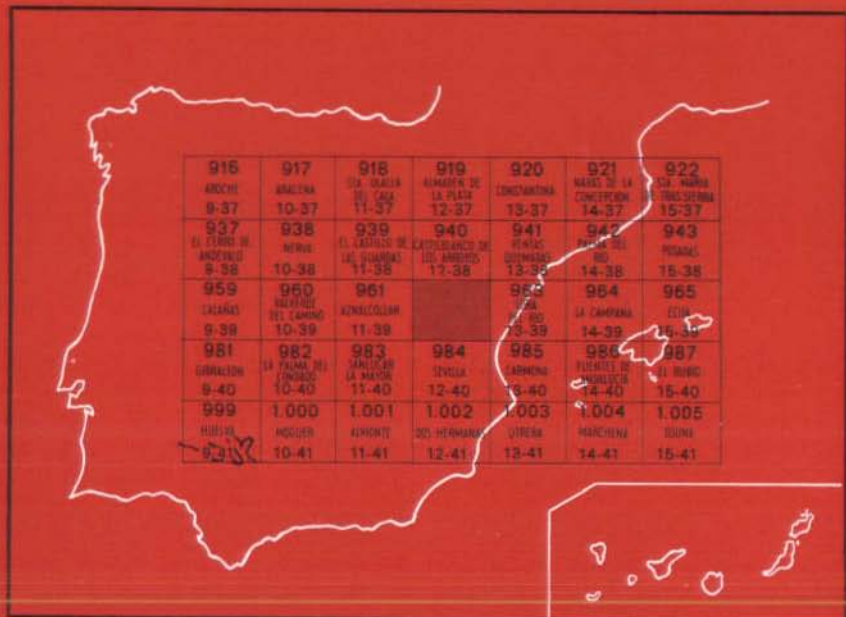 916 917 918 919 920 921 922
AROCHE ARACENA STA. OLALLA DEL CALA ALMADEN DE LA PLATA CONSTANTINA NAVAS DE LA CONCEPCION STA. MARIA DE TRASSIERRA
9-37 10-37 11-37 12-37 13-37 14-37 15-37
937 938 939 940 941 942 943
EL CERRO DE ANDEVALO NERVA EL CASTILLO DE LAS GUARDAS CASTILBLANCO DE LOS ARROYOS VENTAS QUEMADAS PALMA DEL RIO POSADAS
9-38 10-38 11-38 12-38 13-38 14-38 15-38
959 960 961 963 964 965
CALAÑAS VALVERDE DEL CAMINO AZNALCOLLAR LORA DEL RIO LA CAMPANA ECIJA
9-39 10-39 11-39 13-39 14-39 15-39
981 982 983 984 985 986 987
GIBRALEON LA PALMA DEL CONDADO SANLUCAR LA MAYOR SEVILLA CARMONA FUENTES DE ANDALUCIA EL RUBIO
9-40 10-40 11-40 12-40 13-40 14-40 15-40
999 1.000 1.001 1.002 1.003 1.004 1.005
HUELVA MOGUER ALMONTE DOS HERMANAS UTRERA MARCHENA OSUNA
9-41 10-41 11-41 12-41 13-41 14-41 15-41